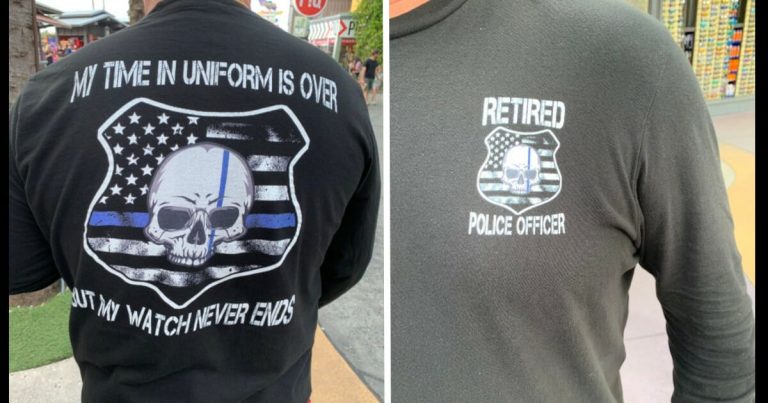 MY TIME IN UNIFORM IS OVER
BUT MY WATCH NEVER ENDS
RETIRED
POLICE OFFICER